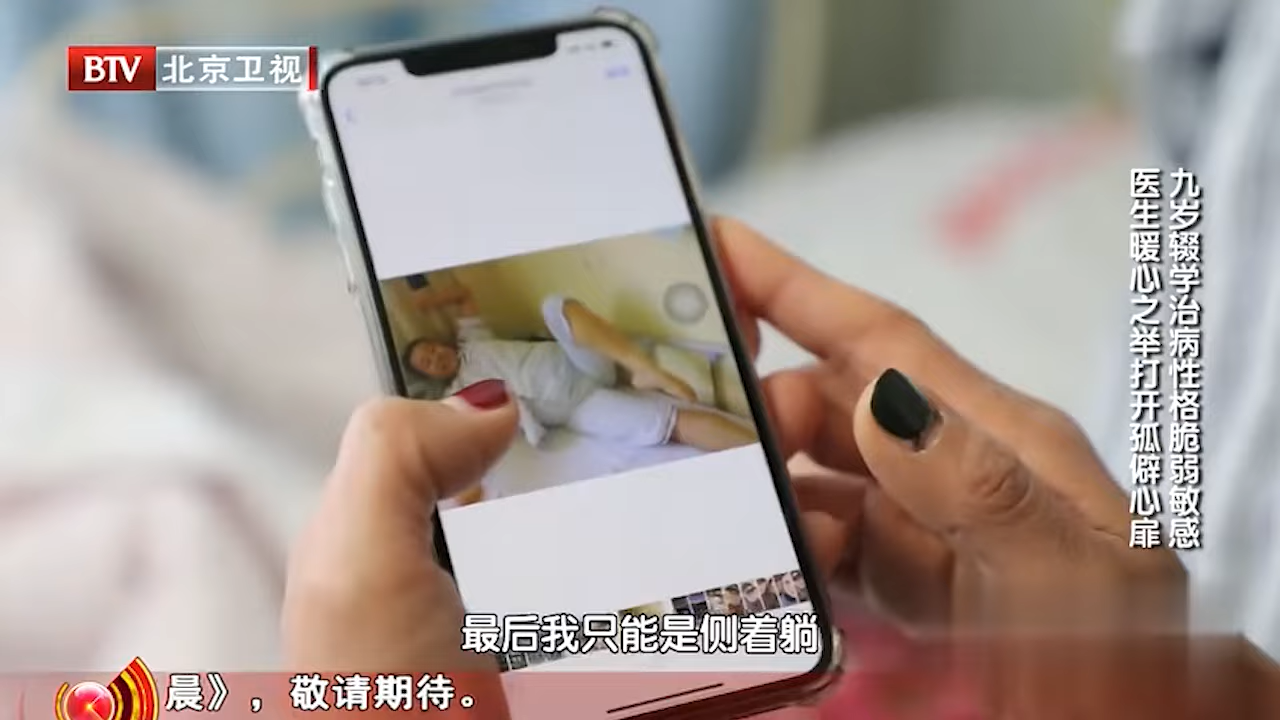 BTV 北京卫视
九岁辍学治病性格脆弱敏感
医生暖心之举打开孤僻心扉
最后我只能是侧着躺
晨》，敬请期待。